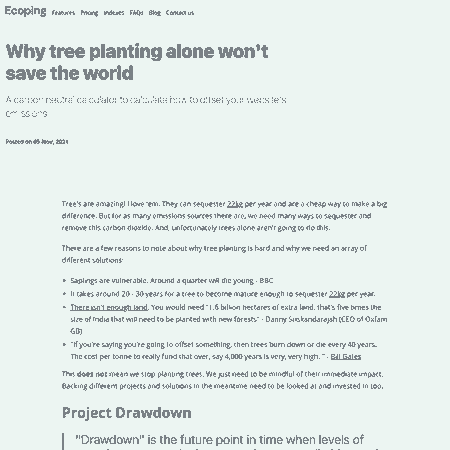 Ecoping Features Pricing Indexes FAQs Blog Contact us
Why tree planting alone won't
save the world
A carbon neutral calculator to calculate how to offset your website's
emissions
Posted on 05 Nov, 2021
Tree's are amazing! I love 'em. They can sequester 22kg per year and are a cheap way to make a big
difference. But for as many emissions sources there are, we need many ways to sequester and
remove this carbon dioxide. And, unfortunately trees alone aren't going to do this.
There are a few reasons to note about why tree planting is hard and why we need an array of
different solutions:
Saplings are vulnerable. Around a quarter will die young - BBC
It takes around 20 - 30 years for a tree to become mature enough to sequester 22kg per year.
There isn't enough land. You would need "1.6 billion hectares of extra land, that's five times the
size of India that will need to be planted with new forests" - Danny Sriskandarajah (CEO of Oxfam
GB)
"If you're saying you're going to offset something, then trees burn down or die every 40 years.
The cost per tonne to really fund that over, say 4,000 years is very, very high. " - Bill Gates
This does not mean we stop planting trees. We just need to be mindful of their immediate impact.
Backing different projects and solutions in the meantime need to be looked at and invested in too.
Project Drawdown
"Drawdown" is the future point in time when levels of